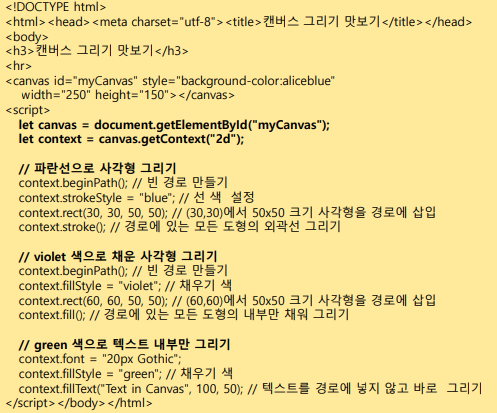 <!DOCTYPE html>
<html><head><meta charset="utf-8"><title>캔버스 그리기 맛보기</title></head>
<body>
<h3>캔버스 그리기 맛보기</h3>
<hr>
<canvas id="myCanvas" style="background-color:aliceblue"
width="250" height="150"></canvas>
<script>
let canvas = document.getElementById("myCanvas");
let context = canvas.getContext("2d");
// 파란선으로 사각형 그리기
context.beginPath(); // 빈 경로 만들기
context.strokeStyle = "blue"; // 선 색 설정
context.rect(30, 30, 50, 50); // (30,30)에서 50x50 크기 사각형을 경로에 삽입
context.stroke(); // 경로에 있는 모든 도형의 외곽선 그리기
// violet 색으로 채운 사각형 그리기
context.beginPath(); // 빈 경로 만들기
context.fillStyle = "violet"; // 채우기 색
context.rect(60, 60, 50, 50); // (60,60)에서 50x50 크기 사각형을 경로에 삽입
context.fill(); // 경로에 있는 모든 도형의 내부만 채워 그리기
// green 색으로 텍스트 내부만 그리기
context.font = "20px Gothic";
context.fillStyle = "green"; // 채우기 색
context.fillText("Text in Canvas", 100, 50); // 텍스트를 경로에 넣지 않고 바로 그리기
</script></body></html>